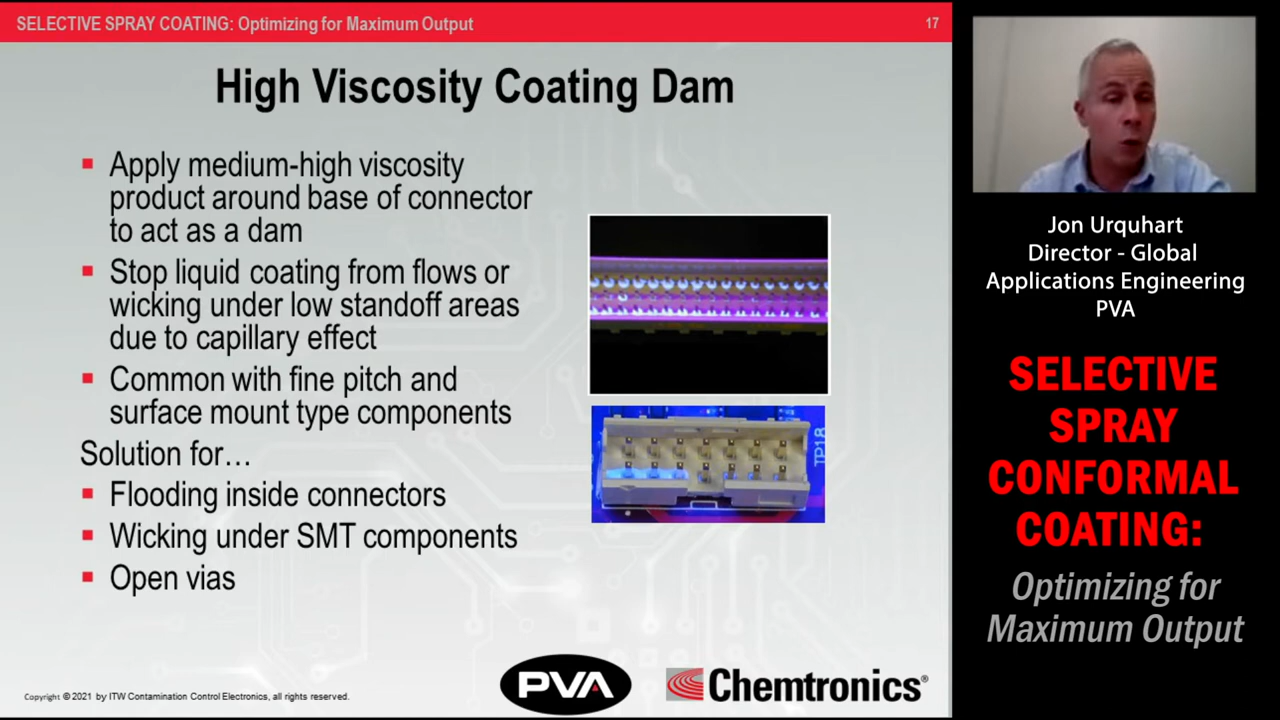 SELECTIVE SPRAY COATING: Optimizing for Maximum Output
17
High Viscosity Coating Dam
Apply medium-high viscosity
product around base of connector
to act as a dam
Stop liquid coating from flows or
wicking under low standoff areas
due to capillary effect
Common with fine pitch and
surface mount type components
Solution for…
Flooding inside connectors
Wicking under SMT components
Open vias
TP18
Copyright © 2021 by ITW Contamination Control Electronics, all rights reserved.
PVA
Chemtronics®
Jon Urquhart
Director - Global
Applications Engineering
PVA
SELECTIVE
SPRAY
CONFORMAL
COATING:
Optimizing for
Maximum Output